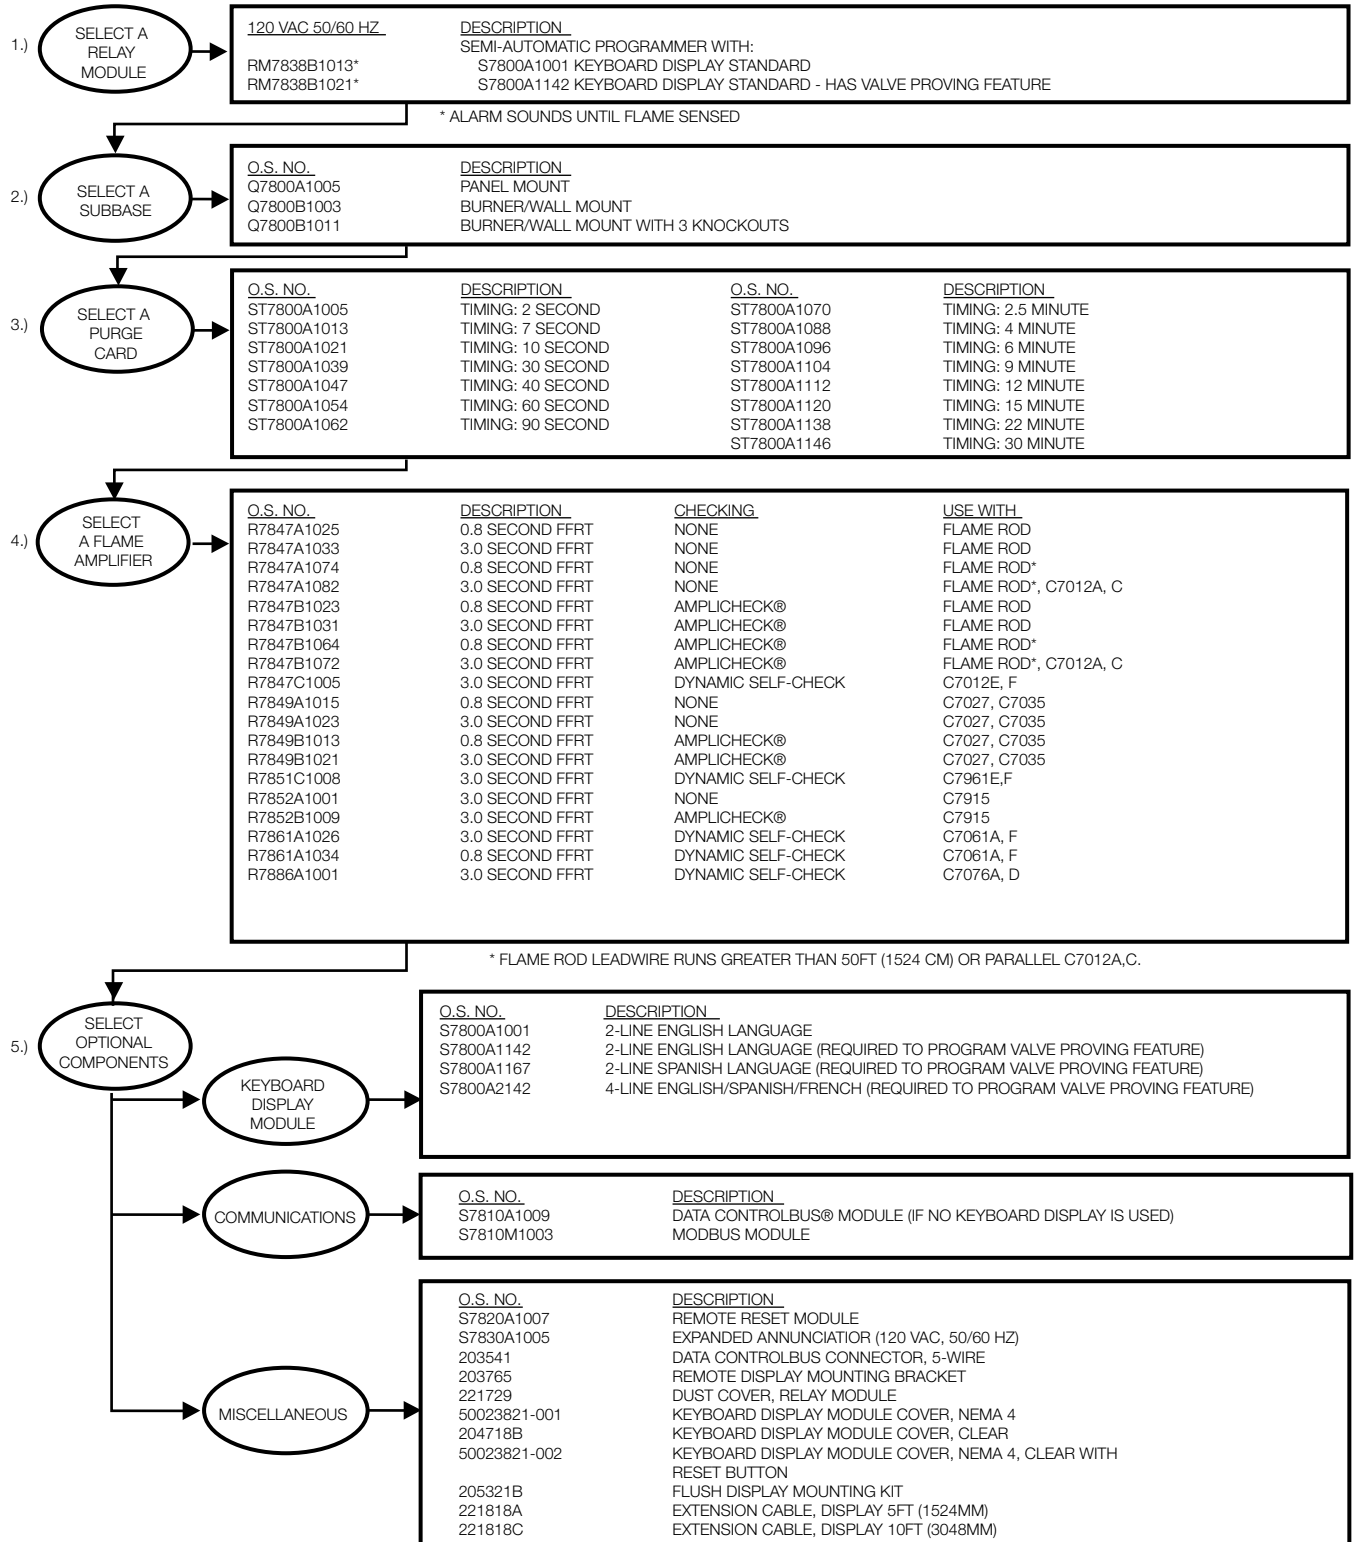 1.)
SELECT A
RELAY
MODULE
120 VAC 50/60 HZ DESCRIPTION
SEMI-AUTOMATIC PROGRAMMER WITH:
RM7838B1013* S7800A1001 KEYBOARD DISPLAY STANDARD
RM7838B1021* S7800A1142 KEYBOARD DISPLAY STANDARD - HAS VALVE PROVING FEATURE
* ALARM SOUNDS UNTIL FLAME SENSED
2.)
SELECT A
SUBBASE
O.S. NO. DESCRIPTION
Q7800A1005 PANEL MOUNT
Q7800B1003 BURNER/WALL MOUNT
Q7800B1011 BURNER/WALL MOUNT WITH 3 KNOCKOUTS
3.)
SELECT A
PURGE
CARD
O.S. NO. DESCRIPTION O.S. NO. DESCRIPTION
ST7800A1005 TIMING: 2 SECOND ST7800A1070 TIMING: 2.5 MINUTE
ST7800A1013 TIMING: 7 SECOND ST7800A1088 TIMING: 4 MINUTE
ST7800A1021 TIMING: 10 SECOND ST7800A1096 TIMING: 6 MINUTE
ST7800A1039 TIMING: 30 SECOND ST7800A1104 TIMING: 9 MINUTE
ST7800A1047 TIMING: 40 SECOND ST7800A1112 TIMING: 12 MINUTE
ST7800A1054 TIMING: 60 SECOND ST7800A1120 TIMING: 15 MINUTE
ST7800A1062 TIMING: 90 SECOND ST7800A1138 TIMING: 22 MINUTE
ST7800A1146 TIMING: 30 MINUTE
4.)
SELECT
A FLAME
AMPLIFIER
O.S. NO. DESCRIPTION CHECKING USE WITH
R7847A1025 0.8 SECOND FFRT NONE FLAME ROD
R7847A1033 3.0 SECOND FFRT NONE FLAME ROD
R7847A1074 0.8 SECOND FFRT NONE FLAME ROD*
R7847A1082 3.0 SECOND FFRT NONE FLAME ROD*, C7012A, C
R7847B1023 0.8 SECOND FFRT AMPLICHECK® FLAME ROD
R7847B1031 3.0 SECOND FFRT AMPLICHECK® FLAME ROD
R7847B1064 0.8 SECOND FFRT AMPLICHECK® FLAME ROD*
R7847B1072 3.0 SECOND FFRT AMPLICHECK® FLAME ROD*, C7012A, C
R7847C1005 3.0 SECOND FFRT DYNAMIC SELF-CHECK C7012E, F
R7849A1015 0.8 SECOND FFRT NONE C7027, C7035
R7849A1023 3.0 SECOND FFRT NONE C7027, C7035
R7849B1013 0.8 SECOND FFRT AMPLICHECK® C7027, C7035
R7849B1021 3.0 SECOND FFRT AMPLICHECK® C7027, C7035
R7851C1008 3.0 SECOND FFRT DYNAMIC SELF-CHECK C7961E,F
R7852A1001 3.0 SECOND FFRT NONE C7915
R7852B1009 3.0 SECOND FFRT AMPLICHECK® C7915
R7861A1026 3.0 SECOND FFRT DYNAMIC SELF-CHECK C7061A, F
R7861A1034 0.8 SECOND FFRT DYNAMIC SELF-CHECK C7061A, F
R7886A1001 3.0 SECOND FFRT DYNAMIC SELF-CHECK C7076A, D
* FLAME ROD LEADWIRE RUNS GREATER THAN 50FT (1524 CM) OR PARALLEL C7012A,C.
5.)
SELECT
OPTIONAL
COMPONENTS
KEYBOARD
DISPLAY
MODULE
O.S. NO. DESCRIPTION
S7800A1001 2-LINE ENGLISH LANGUAGE
S7800A1142 2-LINE ENGLISH LANGUAGE (REQUIRED TO PROGRAM VALVE PROVING FEATURE)
S7800A1167 2-LINE SPANISH LANGUAGE (REQUIRED TO PROGRAM VALVE PROVING FEATURE)
S7800A2142 4-LINE ENGLISH/SPANISH/FRENCH (REQUIRED TO PROGRAM VALVE PROVING FEATURE)
COMMUNICATIONS
O.S. NO. DESCRIPTION
S7810A1009 DATA CONTROLBUS® MODULE (IF NO KEYBOARD DISPLAY IS USED)
S7810M1003 MODBUS MODULE
MISCELLANEOUS
O.S. NO. DESCRIPTION
S7820A1007 REMOTE RESET MODULE
S7830A1005 EXPANDED ANNUNCIATIOR (120 VAC, 50/60 HZ)
203541 DATA CONTROLBUS CONNECTOR, 5-WIRE
203765 REMOTE DISPLAY MOUNTING BRACKET
221729 DUST COVER, RELAY MODULE
50023821-001 KEYBOARD DISPLAY MODULE COVER, NEMA 4
204718B KEYBOARD DISPLAY MODULE COVER, CLEAR
50023821-002 KEYBOARD DISPLAY MODULE COVER, NEMA 4, CLEAR WITH
RESET BUTTON
205321B FLUSH DISPLAY MOUNTING KIT
221818A EXTENSION CABLE, DISPLAY 5FT (1524MM)
221818C EXTENSION CABLE, DISPLAY 10FT (3048MM)